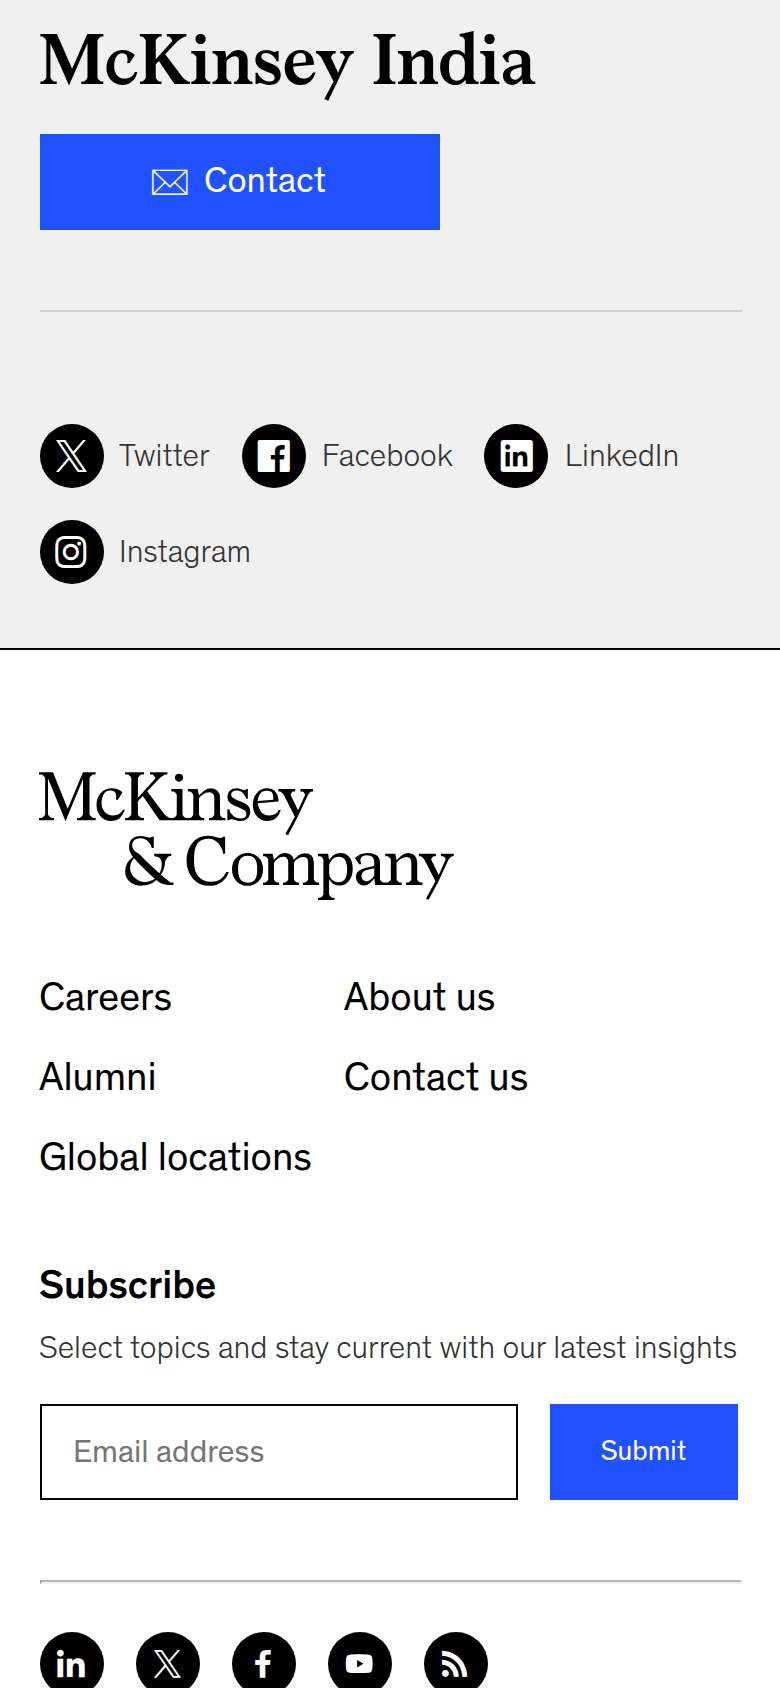 McKinsey India
Contact
Twitter Facebook LinkedIn
Instagram
McKinsey
& Company
Careers About us
Alumni Contact us
Global locations
Subscribe
Select topics and stay current with our latest insights
Email address Submit